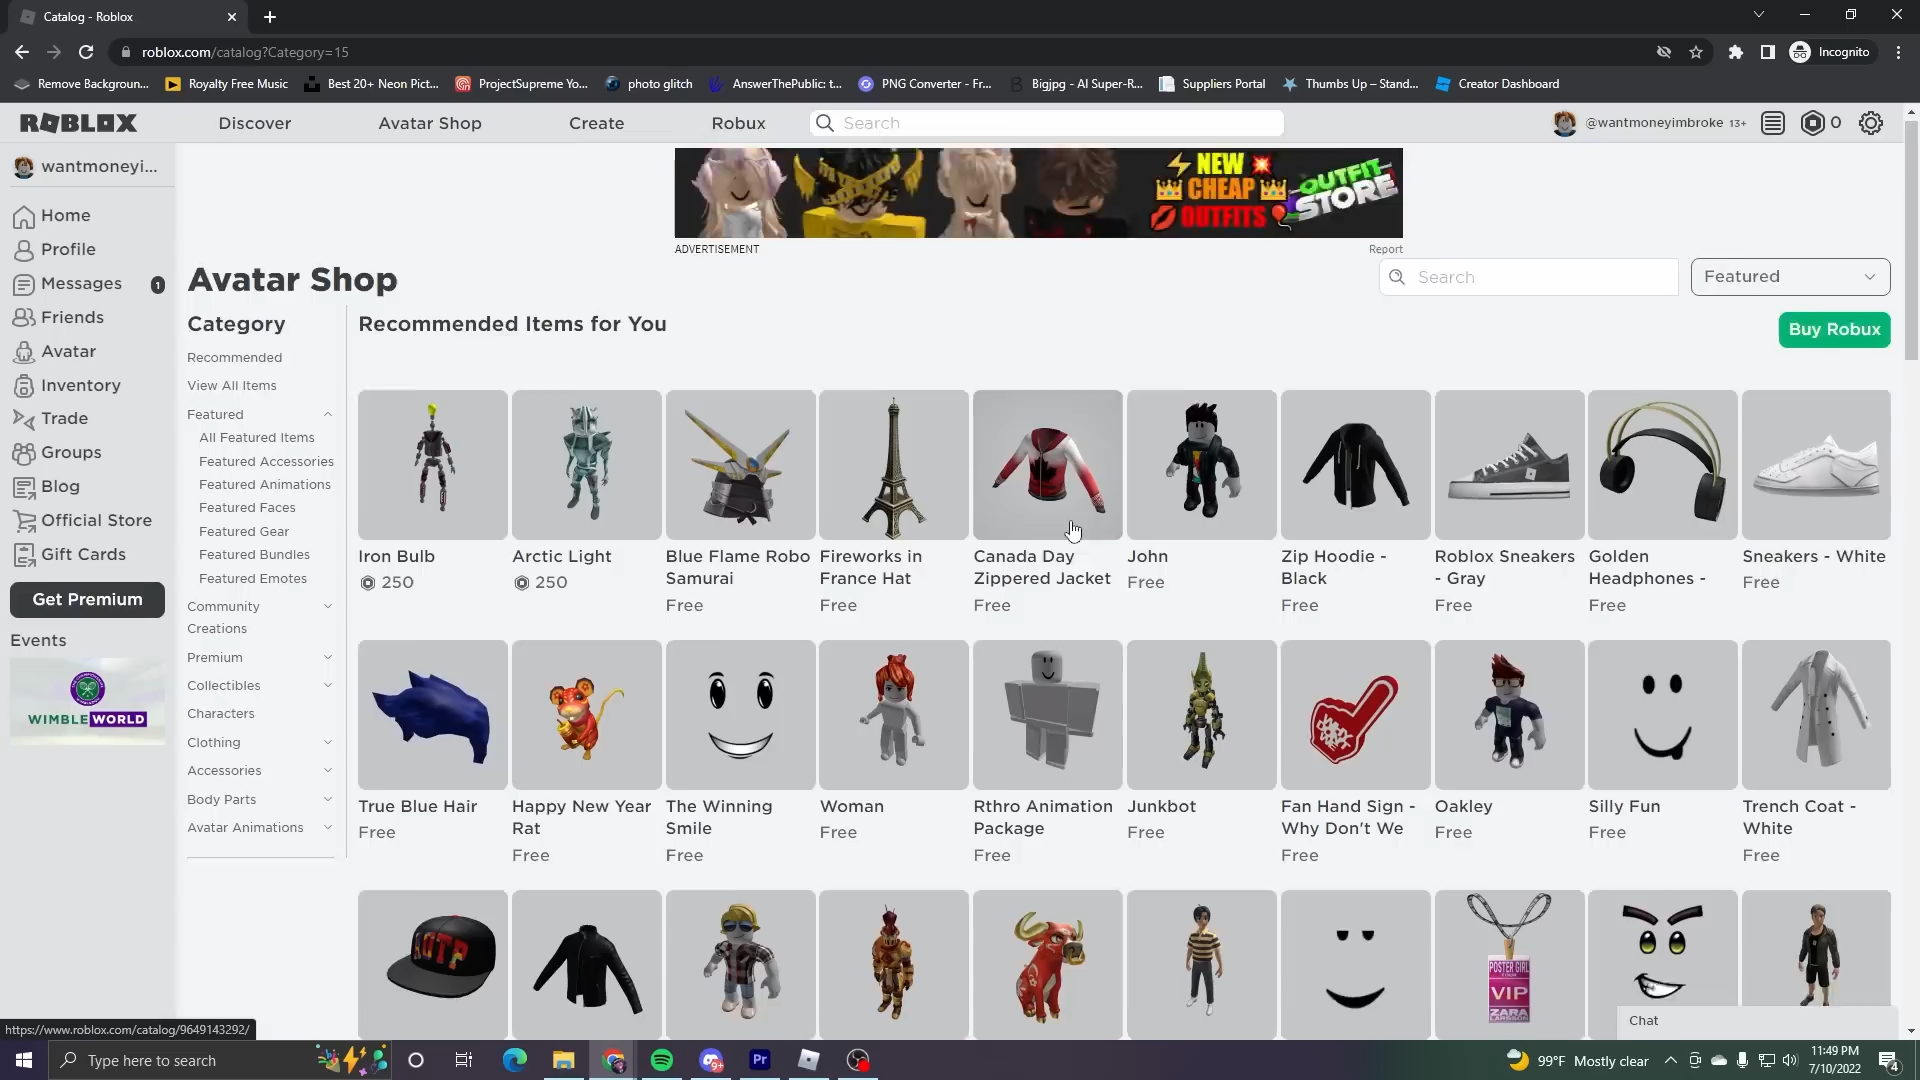 Catalog - Roblox
roblox.com/catalog?Category=15
Incognito
Remove Backgroun...
Royalty Free Music
Best 20+ Neon Pict...
ProjectSupreme Yo...
photo glitch
AnswerThePublic: t...
PNG Converter - Fr...
Bigjpg - AI Super-R...
Suppliers Portal
Thumbs Up – Stand...
Creator Dashboard
ROBLOX
Discover
Avatar Shop
Create
Robux
Search
@wantmoneyimbroke 13+
0
wantmoneyi...
Home
Profile
Messages 1
Friends
Avatar
Inventory
Trade
Groups
Blog
Official Store
Gift Cards
Get Premium
Events
WIMBLEWORLD
NEW
CHEAP
OUTFITS
OUTFIT
STORE
ADVERTISEMENT
Report
Avatar Shop
Search
Featured
Category
Recommended
View All Items
Featured
All Featured Items
Featured Accessories
Featured Animations
Featured Faces
Featured Gear
Featured Bundles
Featured Emotes
Community
Creations
Premium
Collectibles
Characters
Clothing
Accessories
Body Parts
Avatar Animations
Recommended Items for You
Buy Robux
Iron Bulb
250
Arctic Light
250
Blue Flame Robo
Samurai
Free
Fireworks in
France Hat
Free
Canada Day
Zippered Jacket
Free
John
Free
Zip Hoodie -
Black
Free
Roblox Sneakers
- Gray
Free
Golden
Headphones -
Free
Sneakers - White
Free
True Blue Hair
Free
Happy New Year
Rat
Free
The Winning
Smile
Free
Woman
Free
Rthro Animation
Package
Free
Junkbot
Free
Fan Hand Sign -
Why Don't We
Free
Oakley
Free
Silly Fun
Free
Trench Coat -
White
Free
AOTP
POSTER GIRL
VIP
ZARA
LARSSON
Chat
https://www.roblox.com/catalog/9649143292/
Type here to search
9+
Pr
99°F Mostly clear
11:49 PM
7/10/2022
4